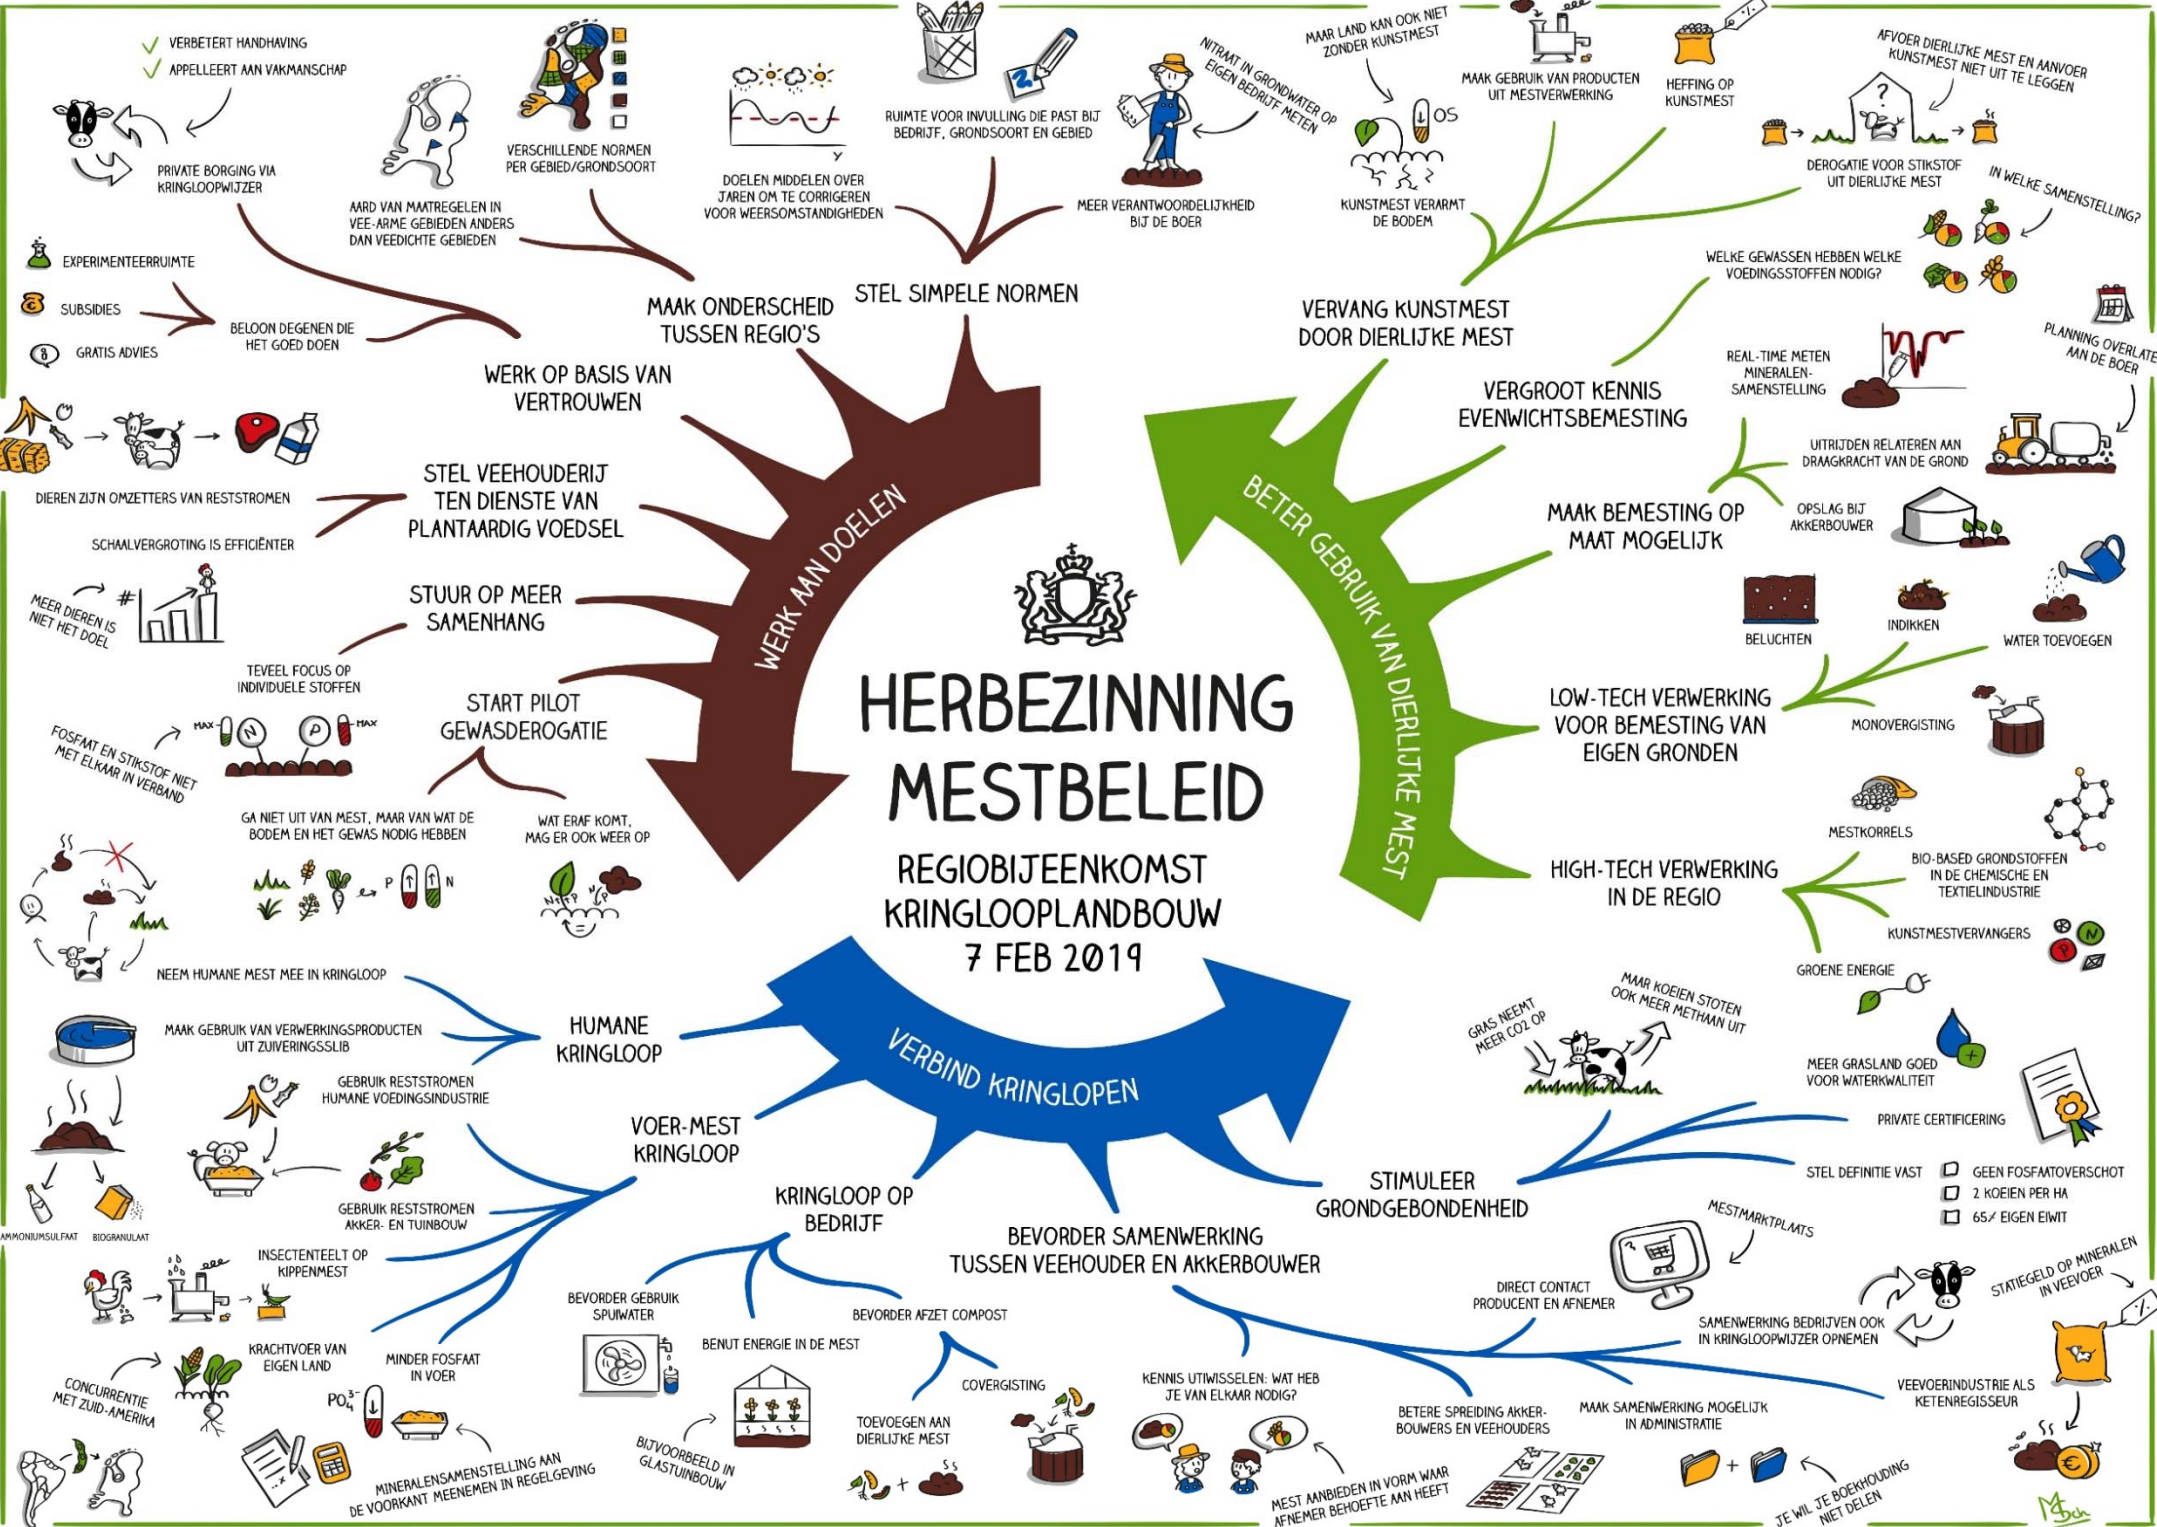 HERBEZINNING
MESTBELEID
REGIOBIJEENKOMST
KRINGLOOPLANDBOUW
7 FEB 2019
WERK AAN DOELEN
STEL SIMPELE NORMEN
DOELEN MIDDELEN OVER
JAREN OM TE CORRIGEREN
VOOR WEERSOMSTANDIGHEDEN
Y
RUIMTE VOOR INVULLING DIE PAST BIJ
BEDRIJF, GRONDSOORT EN GEBIED
MEER VERANTWOORDELIJKHEID
BIJ DE BOER
NITRAAT IN GRONDWATER OP
EIGEN BEDRIJF METEN
MAAK ONDERSCHEID
TUSSEN REGIO'S
VERSCHILLENDE NORMEN
PER GEBIED/GRONDSOORT
AARD VAN MAATREGELEN IN
VEE-ARME GEBIEDEN ANDERS
DAN VEEDICHTE GEBIEDEN
WERK OP BASIS VAN
VERTROUWEN
VERBETERT HANDHAVING
APPELLEERT AAN VAKMANSCHAP
PRIVATE BORGING VIA
KRINGLOOPWIJZER
EXPERIMENTEERRUIMTE
SUBSIDIES
GRATIS ADVIES
BELOON DEGENEN DIE
HET GOED DOEN
STEL VEEHOUDERIJ
TEN DIENSTE VAN
PLANTAARDIG VOEDSEL
DIEREN ZIJN OMZETTERS VAN RESTSTROMEN
SCHAALVERGROTING IS EFFICIËNTER
MEER DIEREN IS
NIET HET DOEL
#
STUUR OP MEER
SAMENHANG
TEVEEL FOCUS OP
INDIVIDUELE STOFFEN
MAX N P MAX
FOSFAAT EN STIKSTOF NIET
MET ELKAAR IN VERBAND
START PILOT
GEWASDEROGATIE
GA NIET UIT VAN MEST, MAAR VAN WAT DE
BODEM EN HET GEWAS NODIG HEBBEN
P N
WAT ERAF KOMT,
MAG ER OOK WEER OP
N P N P
BETER GEBRUIK VAN DIERLIJKE MEST
VERVANG KUNSTMEST
DOOR DIERLIJKE MEST
MAAR LAND KAN OOK NIET
ZONDER KUNSTMEST
OS
KUNSTMEST VERARMT
DE BODEM
MAAK GEBRUIK VAN PRODUCTEN
UIT MESTVERWERKING
%
HEFFING OP
KUNSTMEST
AFVOER DIERLIJKE MEST EN AANVOER
KUNSTMEST NIET UIT TE LEGGEN
?
DEROGATIE VOOR STIKSTOF
UIT DIERLIJKE MEST
VERGROOT KENNIS
EVENWICHTSBEMESTING
WELKE GEWASSEN HEBBEN WELKE
VOEDINGSSTOFFEN NODIG?
IN WELKE SAMENSTELLING?
MAAK BEMESTING OP
MAAT MOGELIJK
REAL-TIME METEN
MINERALEN-
SAMENSTELLING
UITRIJDEN RELATEREN AAN
DRAAGKRACHT VAN DE GROND
PLANNING OVERLATE
AAN DE BOER
OPSLAG BIJ
AKKERBOUWER
LOW-TECH VERWERKING
VOOR BEMESTING VAN
EIGEN GRONDEN
BELUCHTEN
INDIKKEN
WATER TOEVOEGEN
HIGH-TECH VERWERKING
IN DE REGIO
MONOVERGISTING
MESTKORRELS
BIO-BASED GRONDSTOFFEN
IN DE CHEMISCHE EN
TEXTIELINDUSTRIE
KUNSTMESTVERVANGERS
N
P
GROENE ENERGIE
VERBIND KRINGLOPEN
HUMANE
KRINGLOOP
NEEM HUMANE MEST MEE IN KRINGLOOP
MAAK GEBRUIK VAN VERWERKINGSPRODUCTEN
UIT ZUIVERINGSSLIB
AMMONIUMSULFAAT BIOGRANULAAT
GEBRUIK RESTSTROMEN
HUMANE VOEDINGSINDUSTRIE
VOER-MEST
KRINGLOOP
GEBRUIK RESTSTROMEN
AKKER- EN TUINBOUW
INSECTENTEELT OP
KIPPENMEST
KRACHTVOER VAN
EIGEN LAND
CONCURRENTIE
MET ZUID-AMERIKA
MINDER FOSFAAT
IN VOER
PO₄³⁻
MINERALENSAMENSTELLING AAN
DE VOORKANT MEENEMEN IN REGELGEVING
KRINGLOOP OP
BEDRIJF
BEVORDER GEBRUIK
SPUIWATER
BENUT ENERGIE IN DE MEST
BIJVOORBEELD IN
GLASTUINBOUW
BEVORDER AFZET COMPOST
TOEVOEGEN AAN
DIERLIJKE MEST
+
COVERGISTING
BEVORDER SAMENWERKING
TUSSEN VEEHOUDER EN AKKERBOUWER
KENNIS UTIWISSELEN: WAT HEB
JE VAN ELKAAR NODIG?
MEST AANBIEDEN IN VORM WAAR
AFNEMER BEHOEFTE AAN HEEFT
DIRECT CONTACT
PRODUCENT EN AFNEMER
MESTMARKTPLAATS
BETERE SPREIDING AKKER-
BOUWERS EN VEEHOUDERS
MAAK SAMENWERKING MOGELIJK
IN ADMINISTRATIE
+
JE WIL JE BOEKHOUDING
NIET DELEN
SAMENWERKING BEDRIJVEN OOK
IN KRINGLOOPWIJZER OPNEMEN
VEEVOERINDUSTRIE ALS
KETENREGISSEUR
STATIEGELD OP MINERALEN
IN VEEVOER
%
€
STIMULEER
GRONDGEBONDENHEID
GRAS NEEMT
MEER CO2 OP
MAAR KOEIEN STOTEN
OOK MEER METHAAN UIT
MEER GRASLAND GOED
VOOR WATERKWALITEIT
+
PRIVATE CERTIFICERING
STEL DEFINITIE VAST
GEEN FOSFAATOVERSCHOT
2 KOEIEN PER HA
65% EIGEN EIWIT